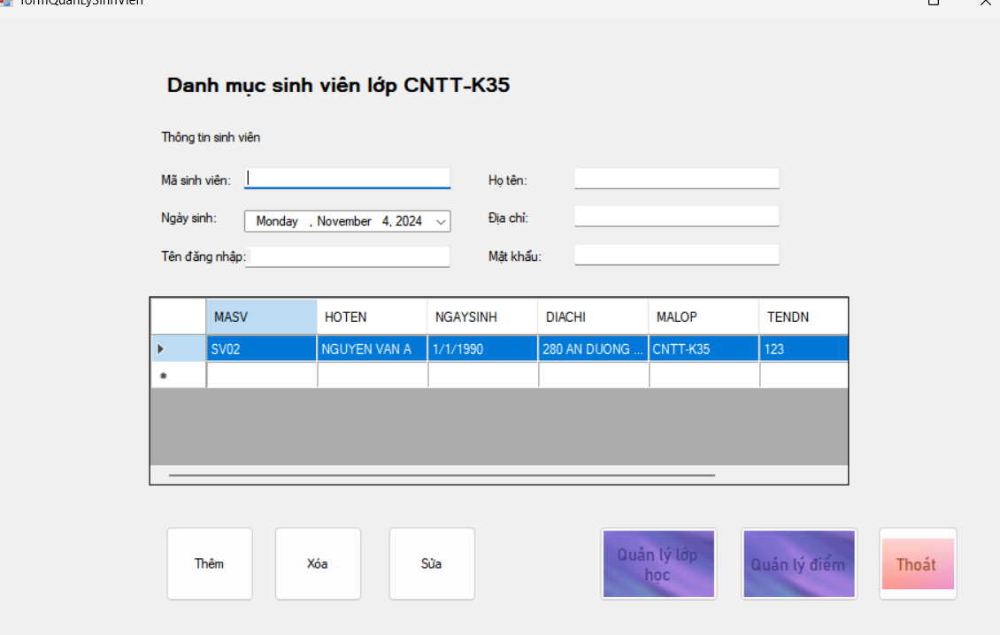 formQuanLySinhVien
Danh mục sinh viên lớp CNTT-K35
Thông tin sinh viên
Mã sinh viên:
Họ tên:
Ngày sinh:
Monday , November 4, 2024
Địa chỉ:
Tên đăng nhập:
Mật khẩu:
MASV HOTEN NGAYSINH DIACHI MALOP TENDN
SV02 NGUYEN VAN A 1/1/1990 280 AN DUONG ... CNTT-K35 123
Thêm
Xóa
Sửa
Quản lý lớp
học
Quản lý điểm
Thoát